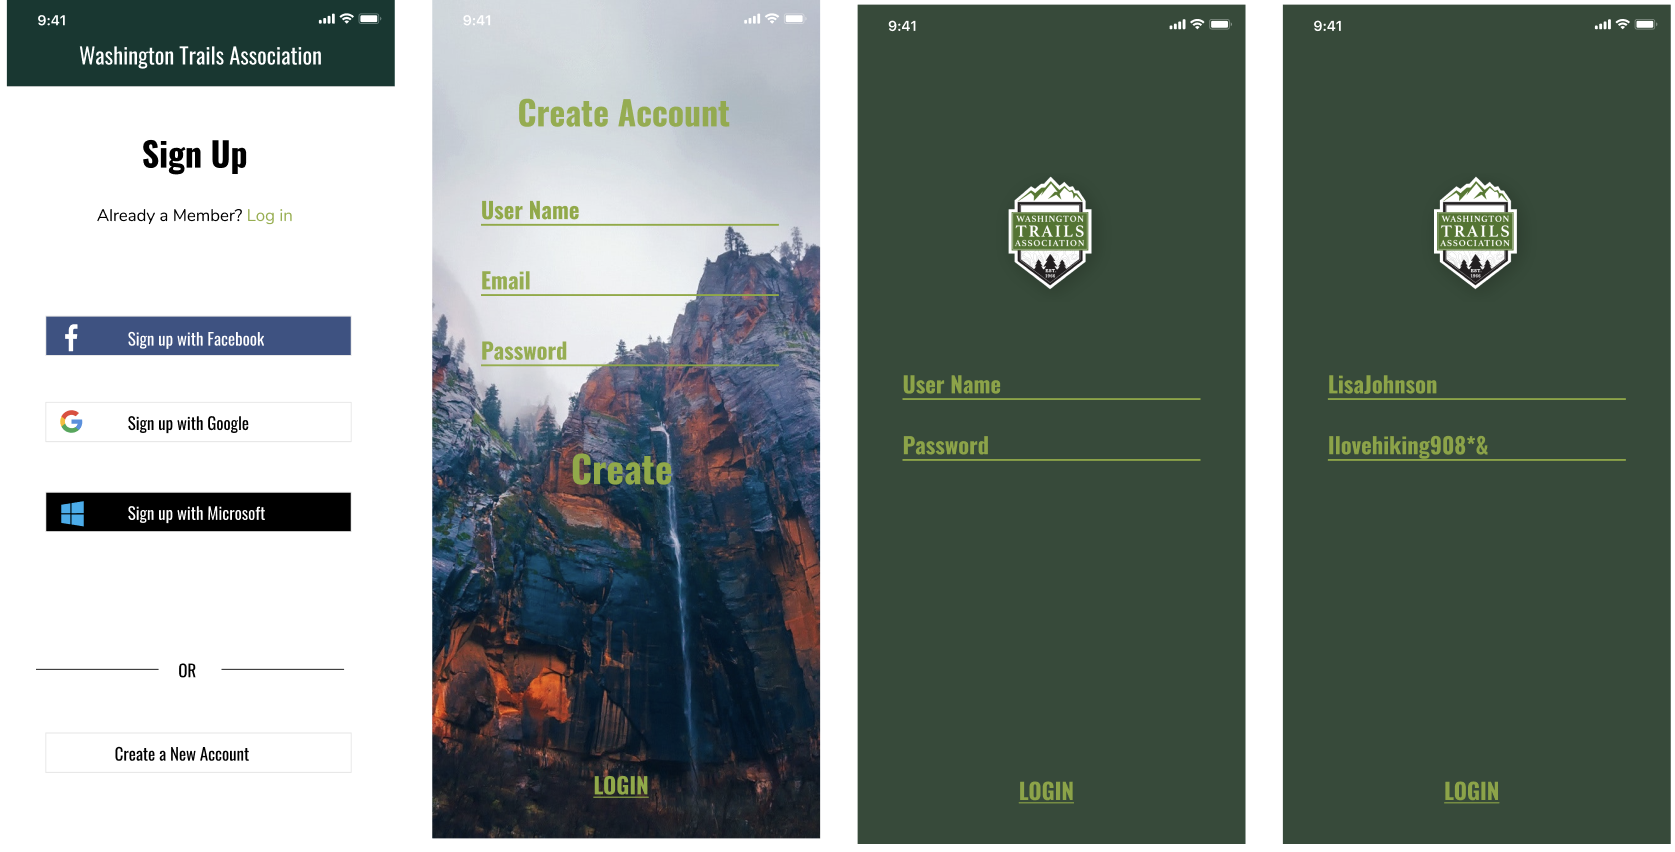 9:41
Washington Trails Association
Sign Up
Already a Member? Log in
Sign up with Facebook
Sign up with Google
Sign up with Microsoft
OR
Create a New Account
9:41
Create Account
User Name
Email
Password
Create
LOGIN
9:41
WASHINGTON
TRAILS
ASSOCIATION
EST.
1966
User Name
Password
LOGIN
9:41
WASHINGTON
TRAILS
ASSOCIATION
EST.
1966
LisaJohnson
Ilovehiking908*&
LOGIN